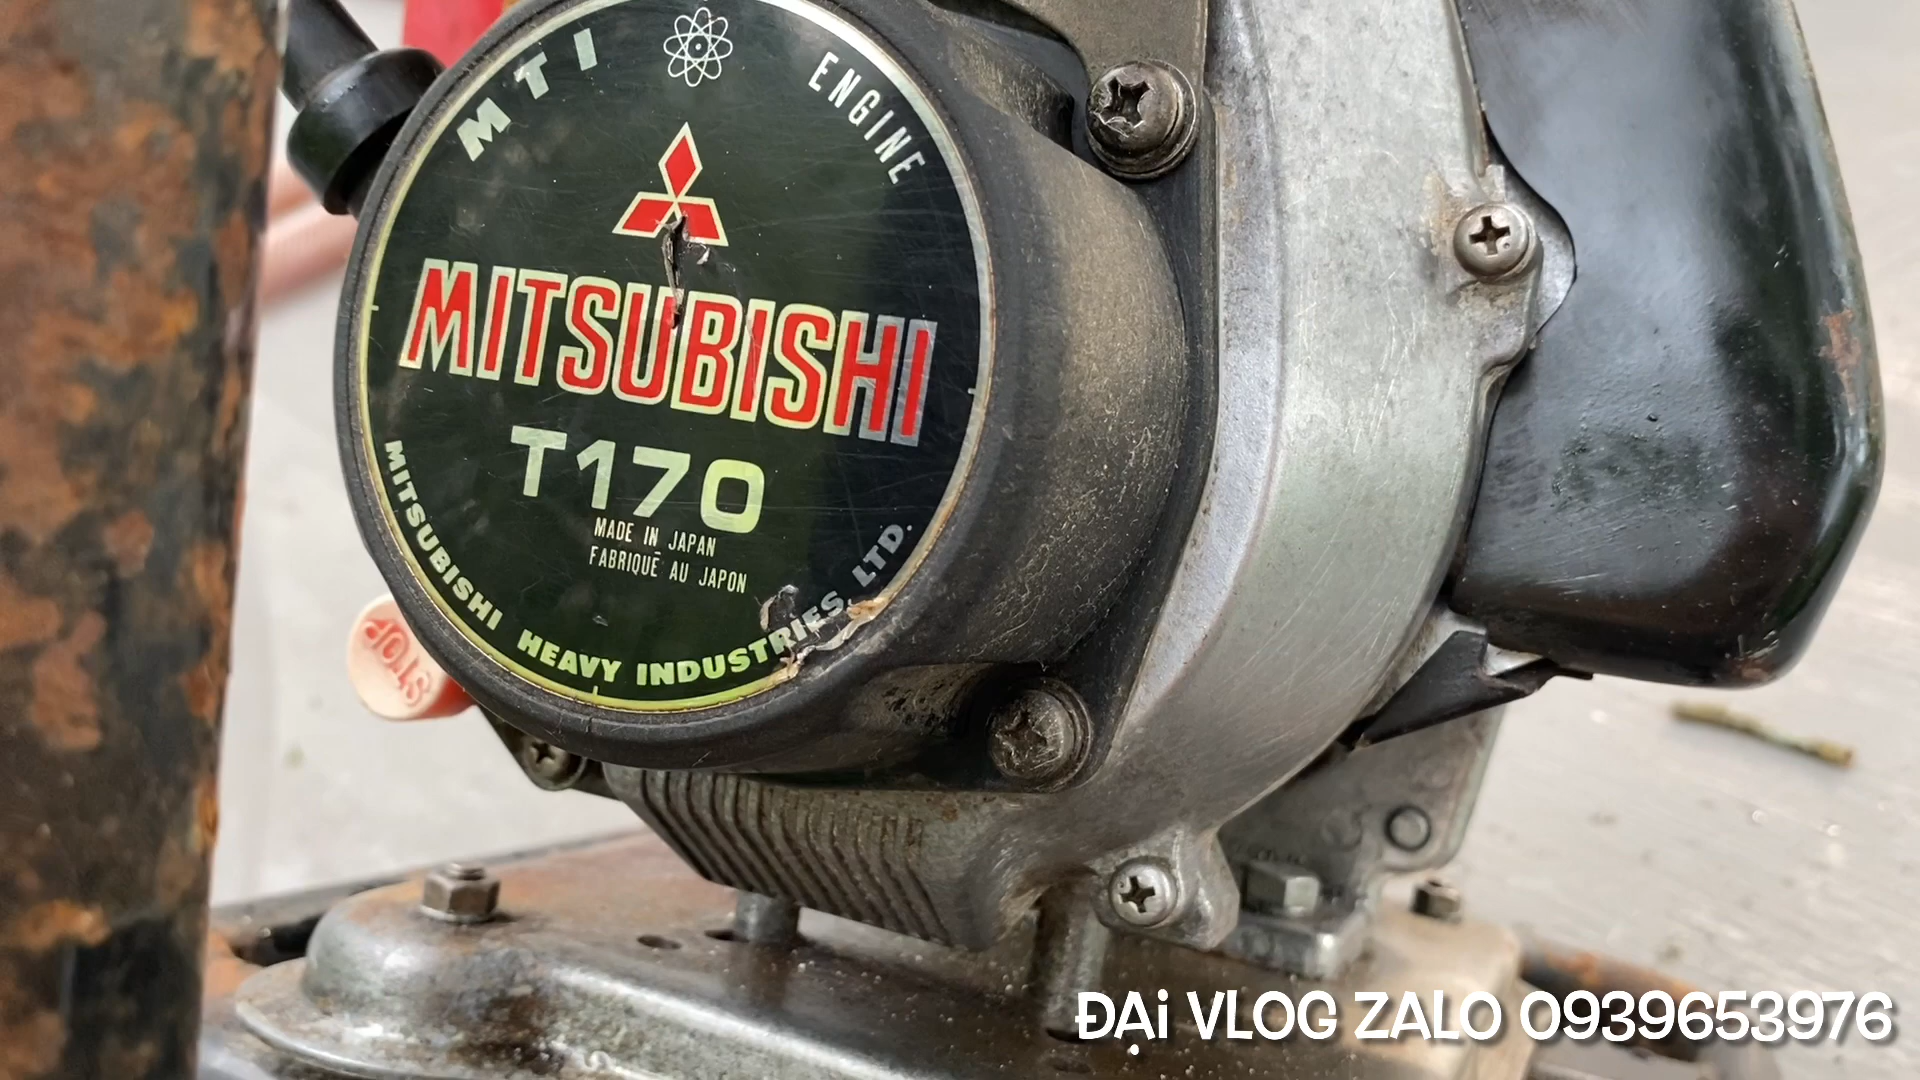 MTI ENGINE
MITSUBISHI
T170
MADE IN JAPAN
FABRIQUÉ AU JAPON
MITSUBISHI HEAVY INDUSTRIES, LTD.
STOP
ĐẠi VLOG ZALO 0939653976